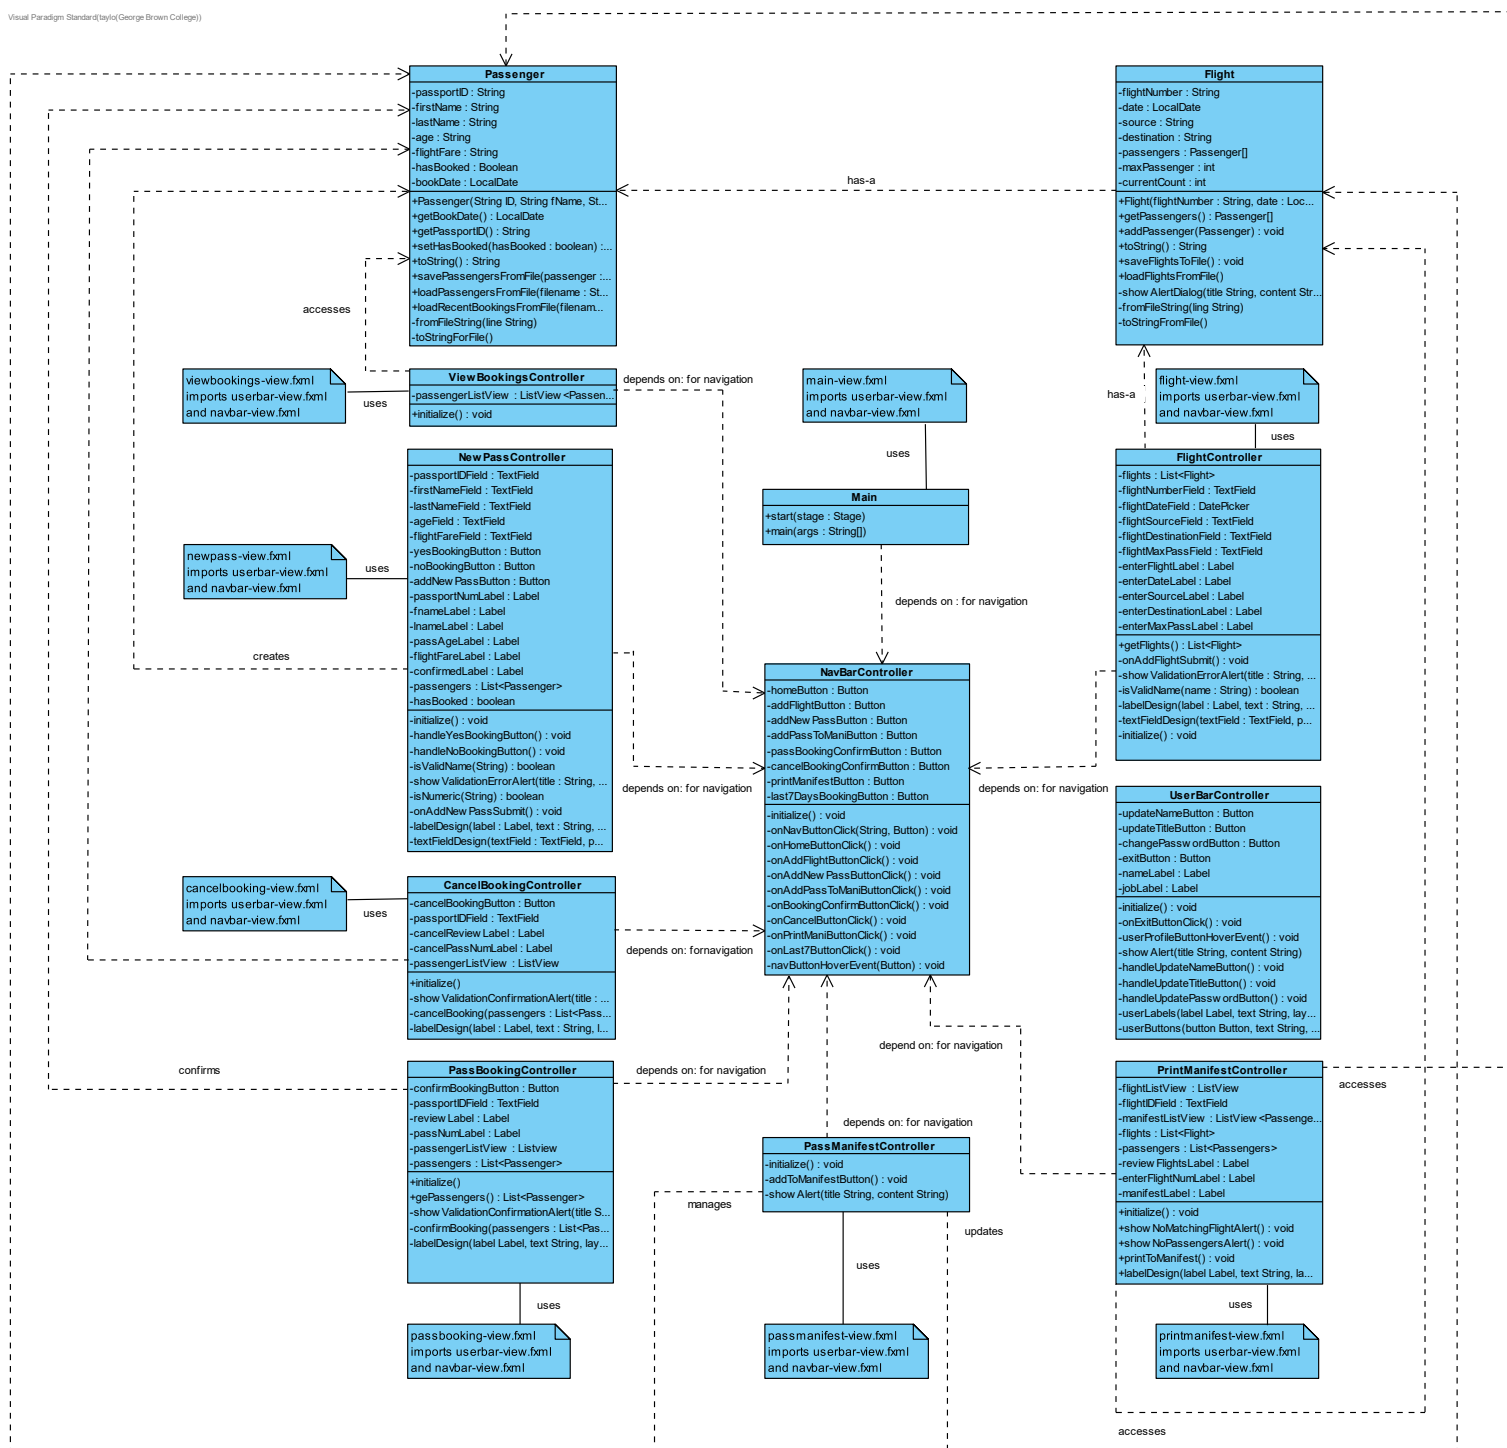 Visual Paradigm Standard(taylo(George Brown College))
Passenger
-passportID : String
-firstName : String
-lastName : String
-age : String
-flightFare : String
-hasBooked : Boolean
-bookDate : LocalDate
+Passenger(String ID, String fName, St...
+getBookDate() : LocalDate
+getPassportID() : String
+setHasBooked(hasBooked : boolean) :...
+toString() : String
+savePassengersFromFile(passenger :...
+loadPassengersFromFile(filename : St...
+loadRecentBookingsFromFile(filenam...
-fromFileString(line String)
-toStringForFile()
has-a
Flight
-flightNumber : String
-date : LocalDate
-source : String
-destination : String
-passengers : Passenger[]
-maxPassenger : int
-currentCount : int
+Flight(flightNumber : String, date : Loc...
+getPassengers() : Passenger[]
+addPassenger(Passenger) : void
+toString() : String
+saveFlightsToFile() : void
+loadFlightsFromFile()
-show AlertDialog(title String, content Str...
-fromFileString(ling String)
-toStringFromFile()
accesses
viewbookings-view.fxml
imports userbar-view.fxml
and navbar-view.fxml
uses
ViewBookingsController
-passengerListView : ListView<Passen...
+initialize() : void
depends on: for navigation
main-view.fxml
imports userbar-view.fxml
and navbar-view.fxml
uses
has-a
flight-view.fxml
imports userbar-view.fxml
and navbar-view.fxml
uses
NewPassController
-passportIDField : TextField
-firstNameField : TextField
-lastNameField : TextField
-ageField : TextField
-flightFareField : TextField
-yesBookingButton : Button
-noBookingButton : Button
-addNewPassButton : Button
-passportNumLabel : Label
-fnameLabel : Label
-lnameLabel : Label
-passAgeLabel : Label
-flightFareLabel : Label
-confirmedLabel : Label
-passengers : List<Passenger>
-hasBooked : boolean
-initialize() : void
-handleYesBookingButton() : void
-handleNoBookingButton() : void
-isValidName(String) : boolean
-show ValidationErrorAlert(title : String, ...
-isNumeric(String) : boolean
-onAddNewPassSubmit() : void
-labelDesign(label : Label, text : String, ...
-textFieldDesign(textField : TextField, p...
newpass-view.fxml
imports userbar-view.fxml
and navbar-view.fxml
uses
creates
depends on: for navigation
Main
+start(stage : Stage)
+main(args : String[])
depends on : for navigation
FlightController
-flights : List<Flight>
-flightNumberField : TextField
-flightDateField : DatePicker
-flightSourceField : TextField
-flightDestinationField : TextField
-flightMaxPassField : TextField
-enterFlightLabel : Label
-enterDateLabel : Label
-enterSourceLabel : Label
-enterDestinationLabel : Label
-enterMaxPassLabel : Label
+getFlights() : List<Flight>
-onAddFlightSubmit() : void
-show ValidationErrorAlert(title : String, ...
-isValidName(name : String) : boolean
-labelDesign(label : Label, text : String, ...
-textFieldDesign(textField : TextField, p...
-initialize() : void
NavBarController
-homeButton : Button
-addFlightButton : Button
-addNewPassButton : Button
-addPassToManiButton : Button
-passBookingConfirmButton : Button
-cancelBookingConfirmButton : Button
-printManifestButton : Button
-last7DaysBookingButton : Button
-initialize() : void
-onNavButtonClick(String, Button) : void
-onHomeButtonClick() : void
-onAddFlightButtonClick() : void
-onAddNewPassButtonClick() : void
-onAddPassToManiButtonClick() : void
-onBookingConfirmButtonClick() : void
-onCancelButtonClick() : void
-onPrintManiButtonClick() : void
-onLast7ButtonClick() : void
-navButtonHoverEvent(Button) : void
depends on: for navigation
UserBarController
-updateNameButton : Button
-updateTitleButton : Button
-changePasswordButton : Button
-exitButton : Button
-nameLabel : Label
-jobLabel : Label
-initialize() : void
-onExitButtonClick() : void
-userProfileButtonHoverEvent() : void
-show Alert(title String, content String)
-handleUpdateNameButton() : void
-handleUpdateTitleButton() : void
-handleUpdatePasswordButton() : void
-userLabels(label Label, text String, lay...
-userButtons(button Button, text String, ...
cancelbooking-view.fxml
imports userbar-view.fxml
and navbar-view.fxml
uses
CancelBookingController
-cancelBookingButton : Button
-passportIDField : TextField
-cancelReview Label : Label
-cancelPassNumLabel : Label
-passengerListView : ListView
+initialize()
-show ValidationConfirmationAlert(title : ...
-cancelBooking(passengers : List<Pass...
-labelDesign(label : Label, text : String, l...
depends on: fornavigation
depend on: for navigation
confirms
PassBookingController
-confirmBookingButton : Button
-passportIDField : TextField
-review Label : Label
-passNumLabel : Label
-passengerListView : Listview
-passengers : List<Passenger>
+initialize()
+gePassengers() : List<Passenger>
-show ValidationConfirmationAlert(title S...
-confirmBooking(passengers : List<Pas...
-labelDesign(label Label, text String, lay...
depends on: for navigation
depends on: for navigation
uses
passbooking-view.fxml
imports userbar-view.fxml
and navbar-view.fxml
PassManifestController
-initialize() : void
-addToManifestButton() : void
-show Alert(title String, content String)
manages
updates
uses
passmanifest-view.fxml
imports userbar-view.fxml
and navbar-view.fxml
PrintManifestController
-flightListView : ListView
-flightIDField : TextField
-manifestListView : ListView<Passenge...
-flights : List<Flight>
-passengers : List<Passengers>
-review FlightsLabel : Label
-enterFlightNumLabel : Label
-manifestLabel : Label
+initialize() : void
+show NoMatchingFlightAlert() : void
+show NoPassengersAlert() : void
+printToManifest() : void
+labelDesign(label Label, text String, la...
accesses
uses
printmanifest-view.fxml
imports userbar-view.fxml
and navbar-view.fxml
accesses